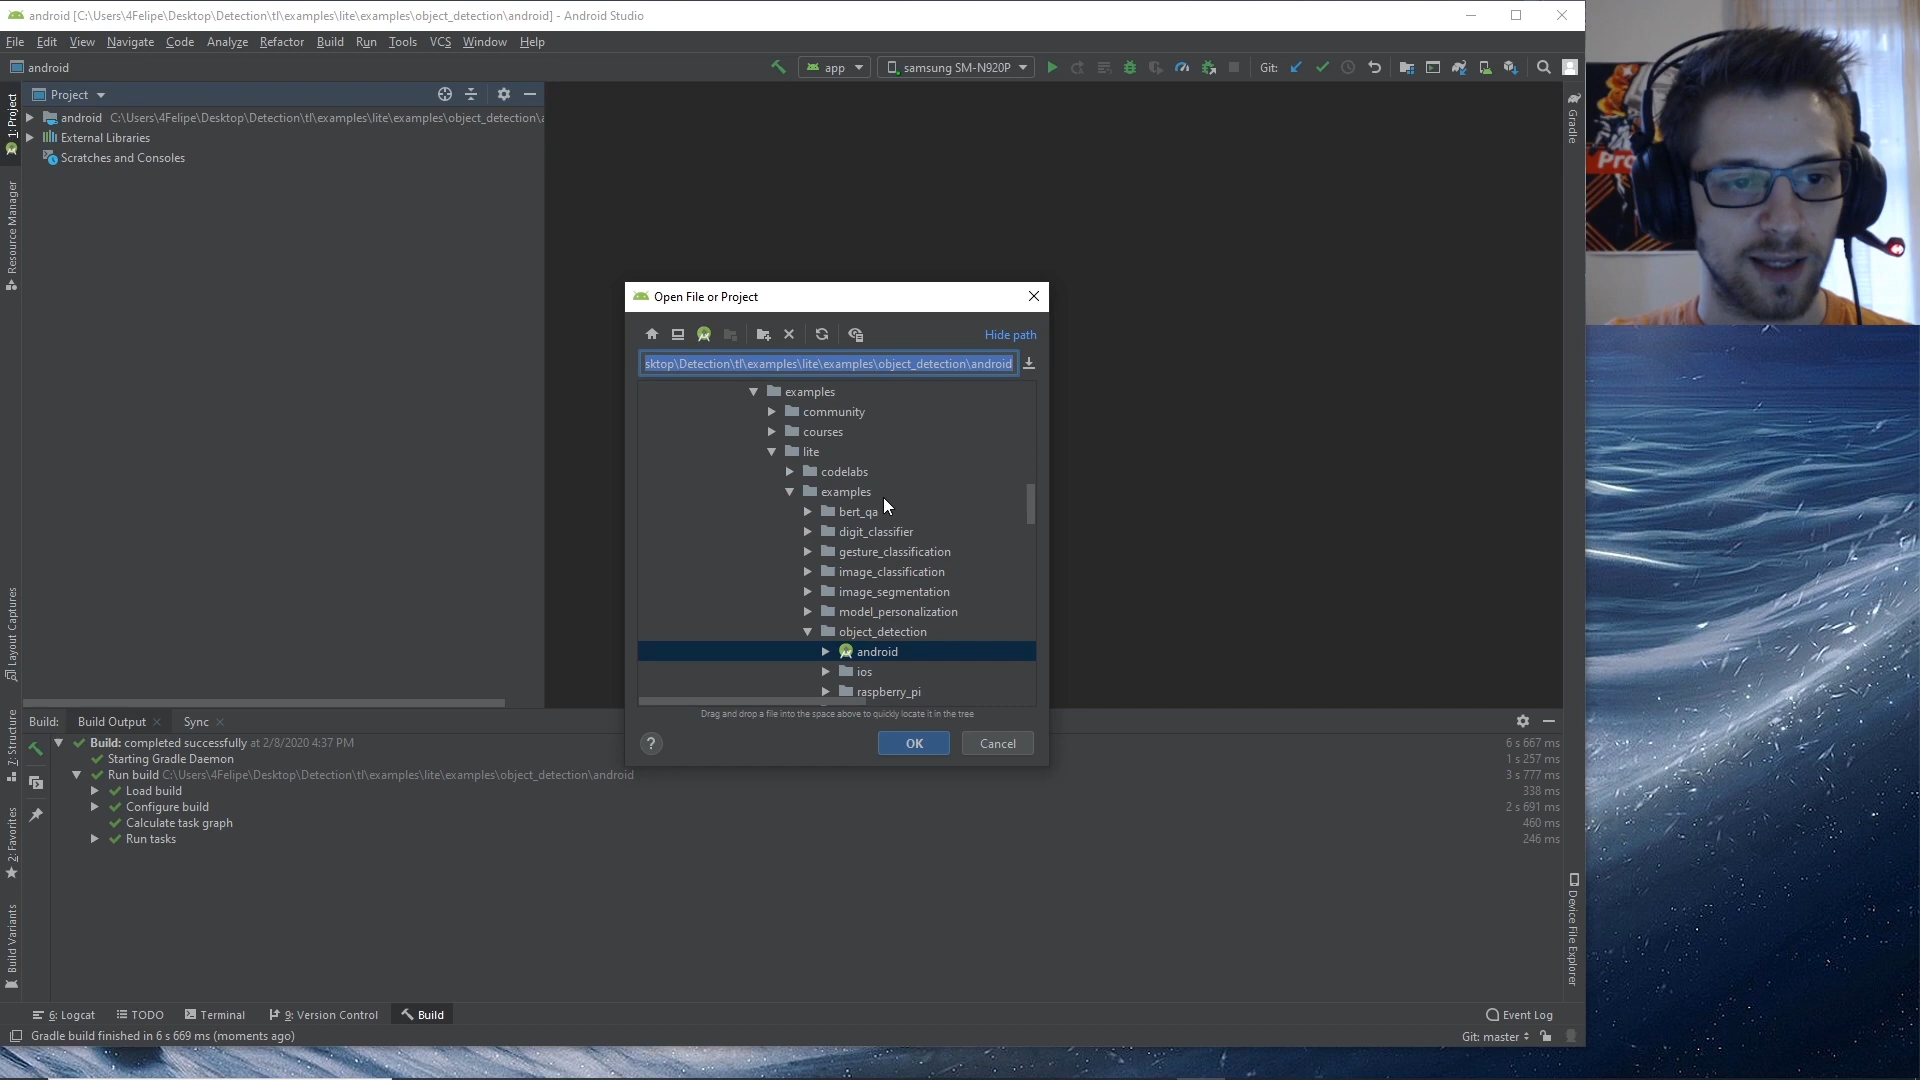 android [C:\Users\4Felipe\Desktop\Detection\tl\examples\lite\examples\object_detection\android] - Android Studio
File Edit View Navigate Code Analyze Refactor Build Run Tools VCS Window Help
android
app
samsung SM-N920P
Git:
Project
1: Project
Resource Manager
Layout Captures
7: Structure
2: Favorites
Build Variants
android C:\Users\4Felipe\Desktop\Detection\tl\examples\lite\examples\object_detection\a
External Libraries
Scratches and Consoles
Gradle
Device File Explorer
Pro
Open File or Project
Hide path
sktop\Detection\tl\examples\lite\examples\object_detection\android
examples
community
courses
lite
codelabs
examples
bert_qa
digit_classifier
gesture_classification
image_classification
image_segmentation
model_personalization
object_detection
android
ios
raspberry_pi
Drag and drop a file into the space above to quickly locate it in the tree
?
OK
Cancel
Build: Build Output Sync
Build: completed successfully at 2/8/2020 4:37 PM 6 s 667 ms
Starting Gradle Daemon 1 s 257 ms
Run build C:\Users\4Felipe\Desktop\Detection\tl\examples\lite\examples\object_detection\android 3 s 777 ms
Load build 338 ms
Configure build 2 s 691 ms
Calculate task graph 460 ms
Run tasks 246 ms
6: Logcat TODO Terminal 9: Version Control Build Event Log
Gradle build finished in 6 s 669 ms (moments ago) Git: master